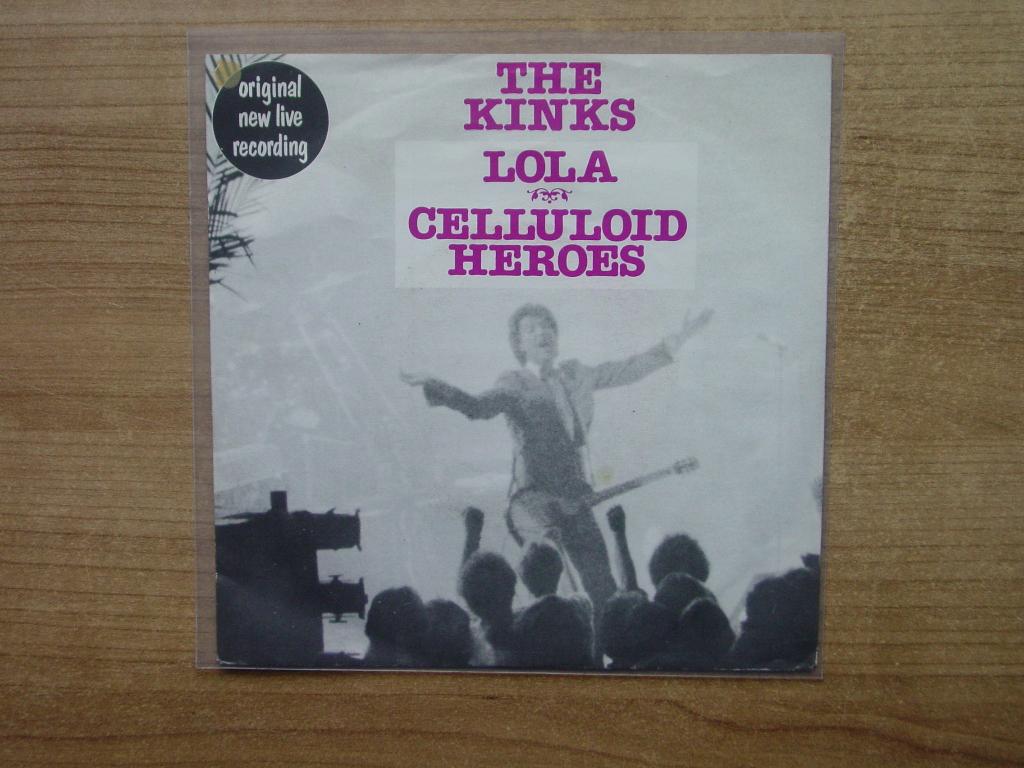 original
new live
recording
THE
KINKS
LOLA
CELLULOID
HEROES